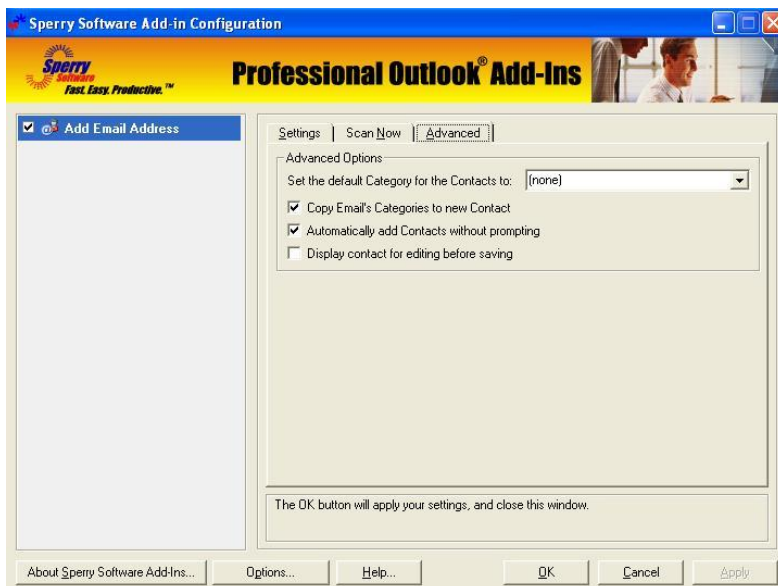 Sperry Software Add-in Configuration
Sperry
Software
Fast. Easy. Productive.™
Professional Outlook® Add-Ins
Add Email Address
Settings
Scan Now
Advanced
Advanced Options
Set the default Category for the Contacts to:
(none)
Copy Email's Categories to new Contact
Automatically add Contacts without prompting
Display contact for editing before saving
The OK button will apply your settings, and close this window.
About Sperry Software Add-Ins...
Options...
Help...
OK
Cancel
Apply